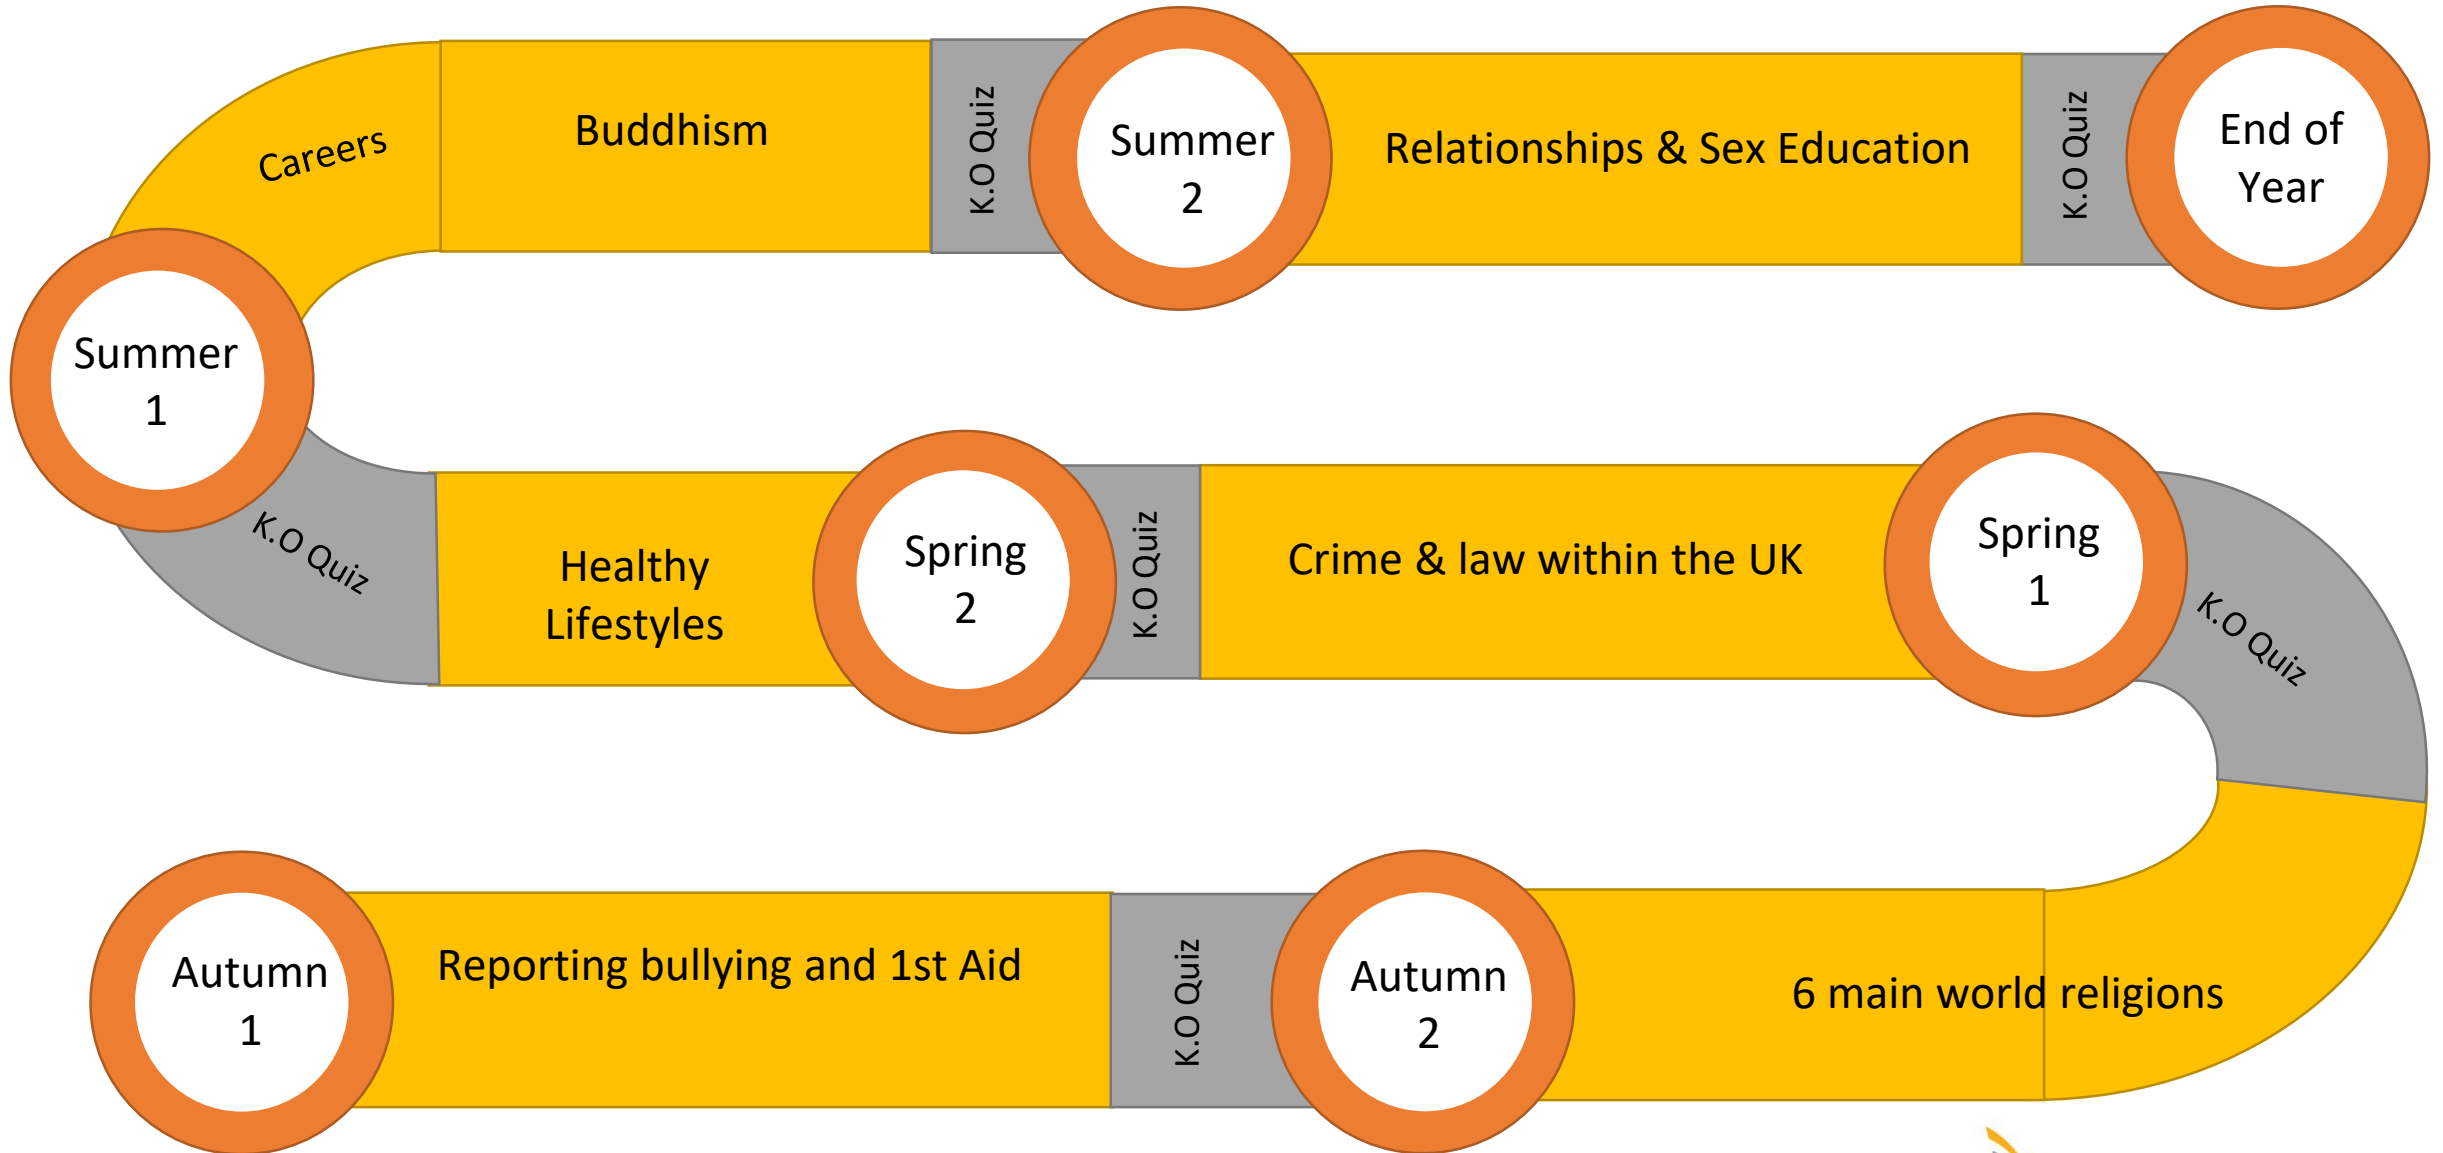 Careers
Buddhism
K.O Quiz
Summer
2
Relationships & Sex Education
K.O Quiz
End of
Year
Summer
1
K.O Quiz
Healthy
Lifestyles
Spring
2
K.O Quiz
Crime & law within the UK
Spring
1
K.O Quiz
Autumn
1
Reporting bullying and 1st Aid
K.O Quiz
Autumn
2
6 main world religions